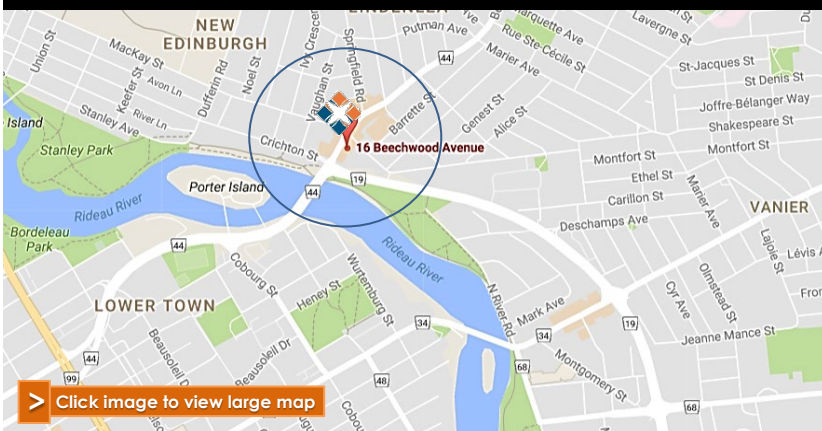 NEW
EDINBURGH
LINDENLEA
Putman Ave
Marquette Ave
Lavergne St
Rue Ste-Cécile St
Marier Ave
Union St
MacKay St
Keefer St
Avon Ln
Dufferin Rd
Noel St
Ivy Crescen
Springfield Rd
Vaughan St
44
St-Jacques St
St Denis St
Joffre-Bélanger Way
Shakespeare St
Montfort St
River Ln
Stanley Ave
Island
Stanley Park
Crichton St
Barrette St
Genest St
Alice St
16 Beechwood Avenue
Montfort St
Ethel St
Carillon St
Marier Ave
VANIER
Porter Island
44
19
Rideau River
Deschamps Ave
Bordeleau
Park
44
Rideau River
Lajoie St
Lévis A
Cobourg St
Wurtemburg St
Heney St
N River Rd
Olmstead St
Cyr Ave
LOWER TOWN
34
Mark Ave
34
19
Jeanne Mance St
Beausoleil Dr
Beausoleil Dr
44
99
48
68
Montgomery St
68
> Click image to view large map